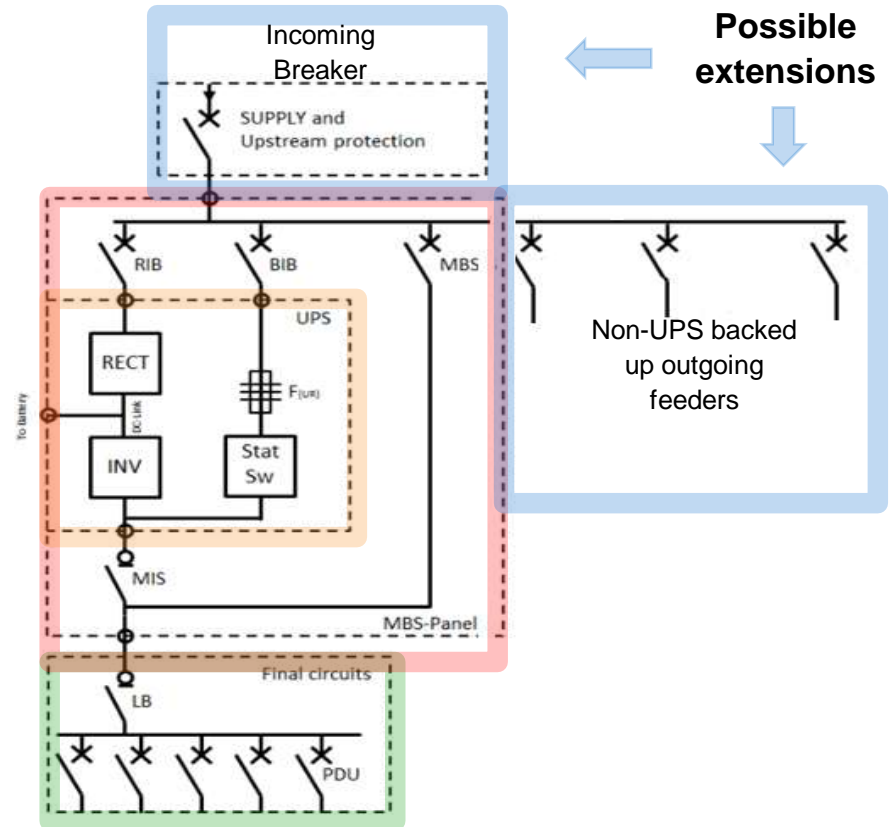 Possible
extensions
Incoming
Breaker
SUPPLY and
Upstream protection
RIB
BIB
MBS
UPS
RECT
F(UR)
Non-UPS backed
up outgoing
feeders
To Battery
DC-Link
INV
Stat
Sw
MIS
MBS-Panel
Final circuits
LB
PDU